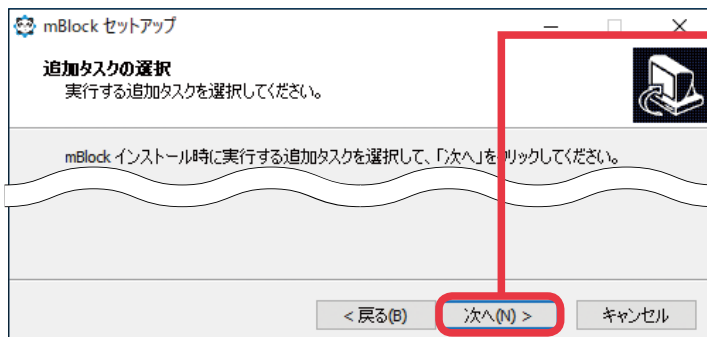 mBlock セットアップ
追加タスクの選択
実行する追加タスクを選択してください。
mBlock インストール時に実行する追加タスクを選択して、「次へ」をクリックしてください。
< 戻る(B)
次へ(N) >
キャンセル